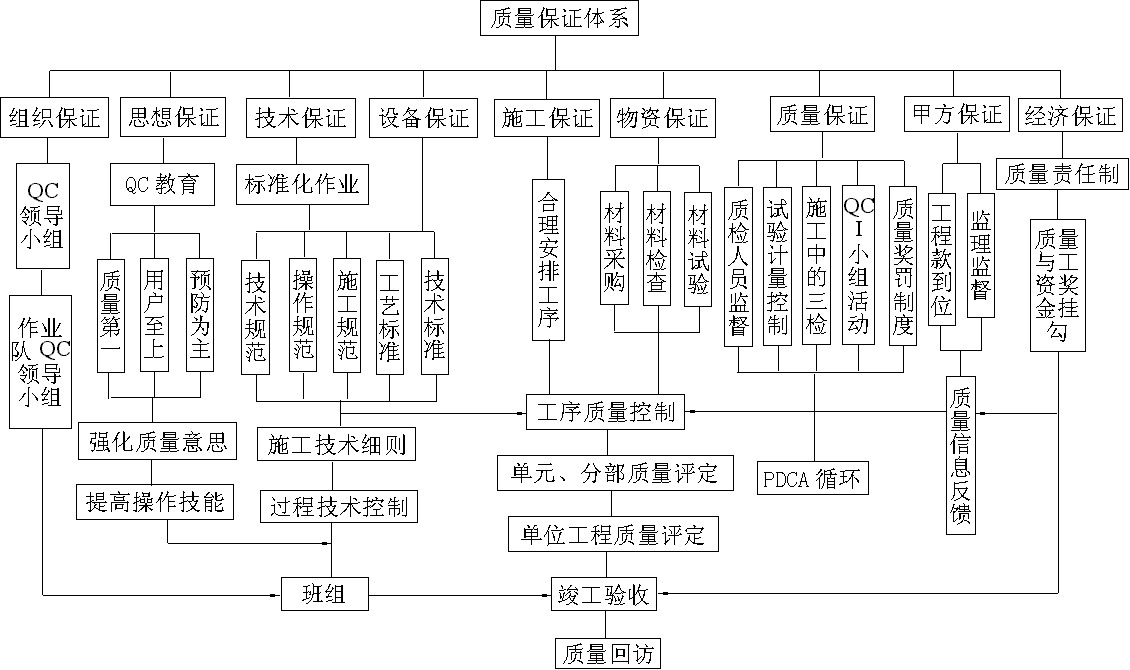 质量保证体系
组织保证
思想保证
技术保证
设备保证
施工保证
物资保证
质量保证
甲方保证
经济保证
QC
领导
小组
QC教育
标准化作业
合理安排工序
材料采购
材料检查
材料试验
质检人员监督
试验计量控制
施工中的三检
QC
I
小组活动
质量奖罚制度
工程款到位
监理监督
质量责任制
质量第一
用户至上
预防为主
技术规范
操作规范
施工规范
工艺标准
技术标准
质与资金
量工奖挂
勾
作业
队 QC
领导
小组
工序质量控制
质量信息反馈
强化质量意思
施工技术细则
单元、分部质量评定
PDCA循环
提高操作技能
过程技术控制
单位工程质量评定
班组
竣工验收
质量回访